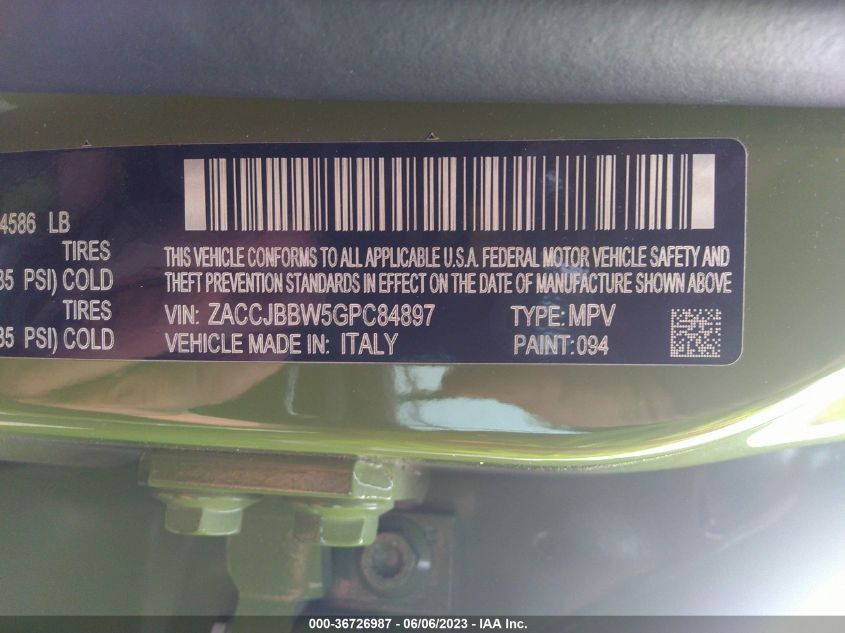 4586 LB
TIRES
35 PSI) COLD
TIRES
35 PSI) COLD
THIS VEHICLE CONFORMS TO ALL APPLICABLE U.S.A. FEDERAL MOTOR VEHICLE SAFETY AND
THEFT PREVENTION STANDARDS IN EFFECT ON THE DATE OF MANUFACTURE SHOWN ABOVE
VIN: ZACCJBBW5GPC84897 TYPE: MPV
VEHICLE MADE IN: ITALY PAINT: 094
000-36726987 - 06/06/2023 - IAA Inc.